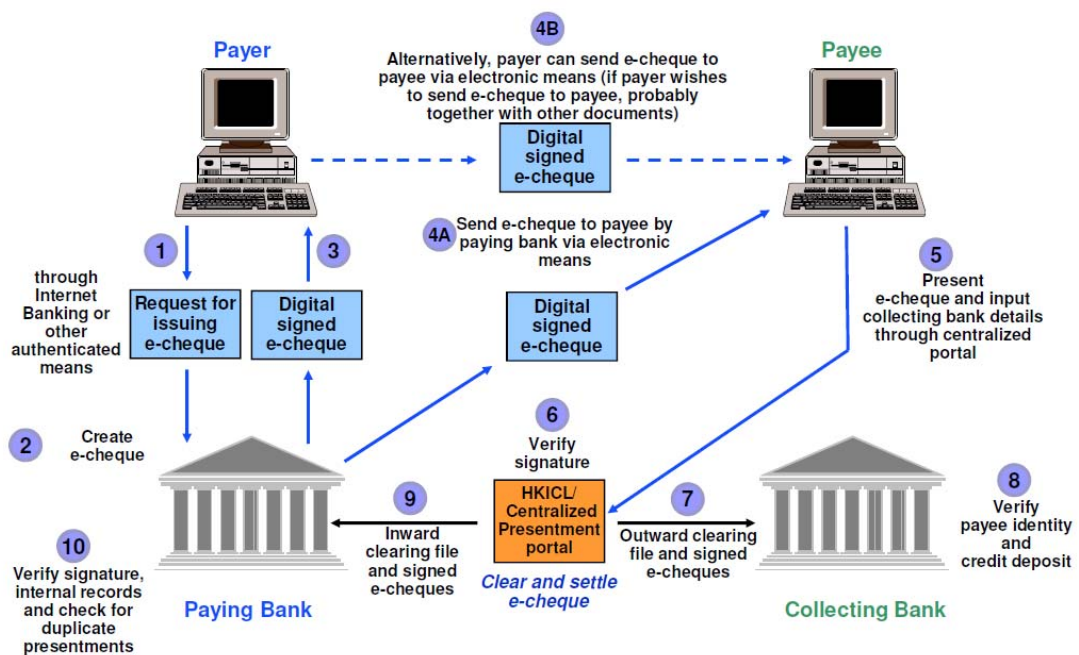 4B
Payer
Payee
Alternatively, payer can send e-cheque to
payee via electronic means (if payer wishes
to send e-cheque to payee, probably
together with other documents)
Digital
signed
e-cheque
4A
Send e-cheque to payee by
paying bank via electronic
means
1
3
5
through
Internet
Banking or
other
authenticated
means
Request for
issuing
e-cheque
Digital
signed
e-cheque
Digital
signed
e-cheque
Present
e-cheque and input
collecting bank details
through centralized
portal
2
Create
e-cheque
6
Verify
signature
HKICL/
Centralized
Presentment
portal
Clear and settle
e-cheque
9
Inward
clearing file
and signed
e-cheques
7
Outward clearing
file and signed
e-cheques
8
Verify
payee identity
and
credit deposit
10
Verify signature,
internal records
and check for
duplicate
presentments
Paying Bank
Collecting Bank